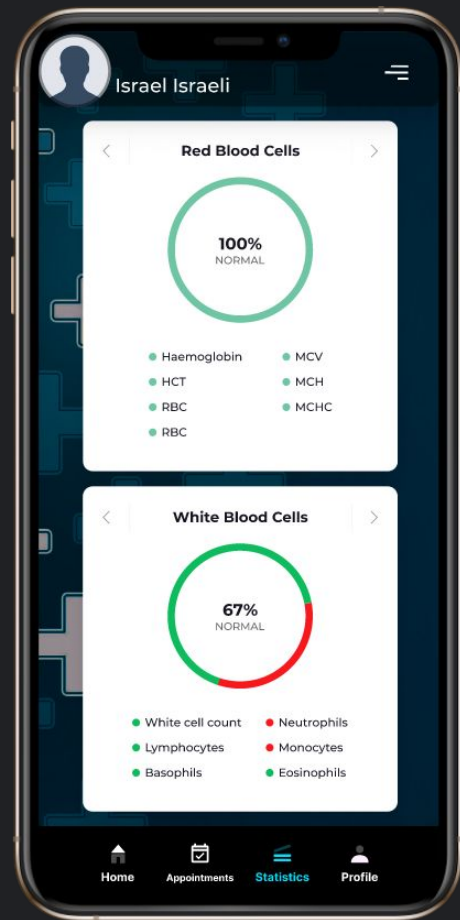 Israel Israeli
Red Blood Cells
100%
NORMAL
Haemoglobin
HCT
RBC
RBC
MCV
MCH
MCHC
White Blood Cells
67%
NORMAL
White cell count
Lymphocytes
Basophils
Neutrophils
Monocytes
Eosinophils
Home
Appointments
Statistics
Profile